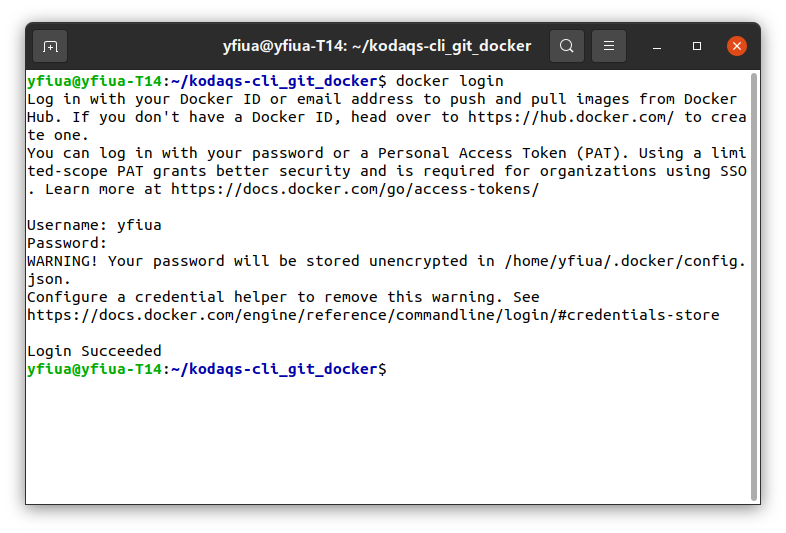 yfiua@yfiua-T14: ~/kodaqs-cli_git_docker
yfiua@yfiua-T14:~/kodaqs-cli_git_docker$ docker login
Log in with your Docker ID or email address to push and pull images from Docker
Hub. If you don't have a Docker ID, head over to https://hub.docker.com/ to crea
te one.
You can log in with your password or a Personal Access Token (PAT). Using a limi
ted-scope PAT grants better security and is required for organizations using SSO
. Learn more at https://docs.docker.com/go/access-tokens/
Username: yfiua
Password:
WARNING! Your password will be stored unencrypted in /home/yfiua/.docker/config.
json.
Configure a credential helper to remove this warning. See
https://docs.docker.com/engine/reference/commandline/login/#credentials-store
Login Succeeded
yfiua@yfiua-T14:~/kodaqs-cli_git_docker$